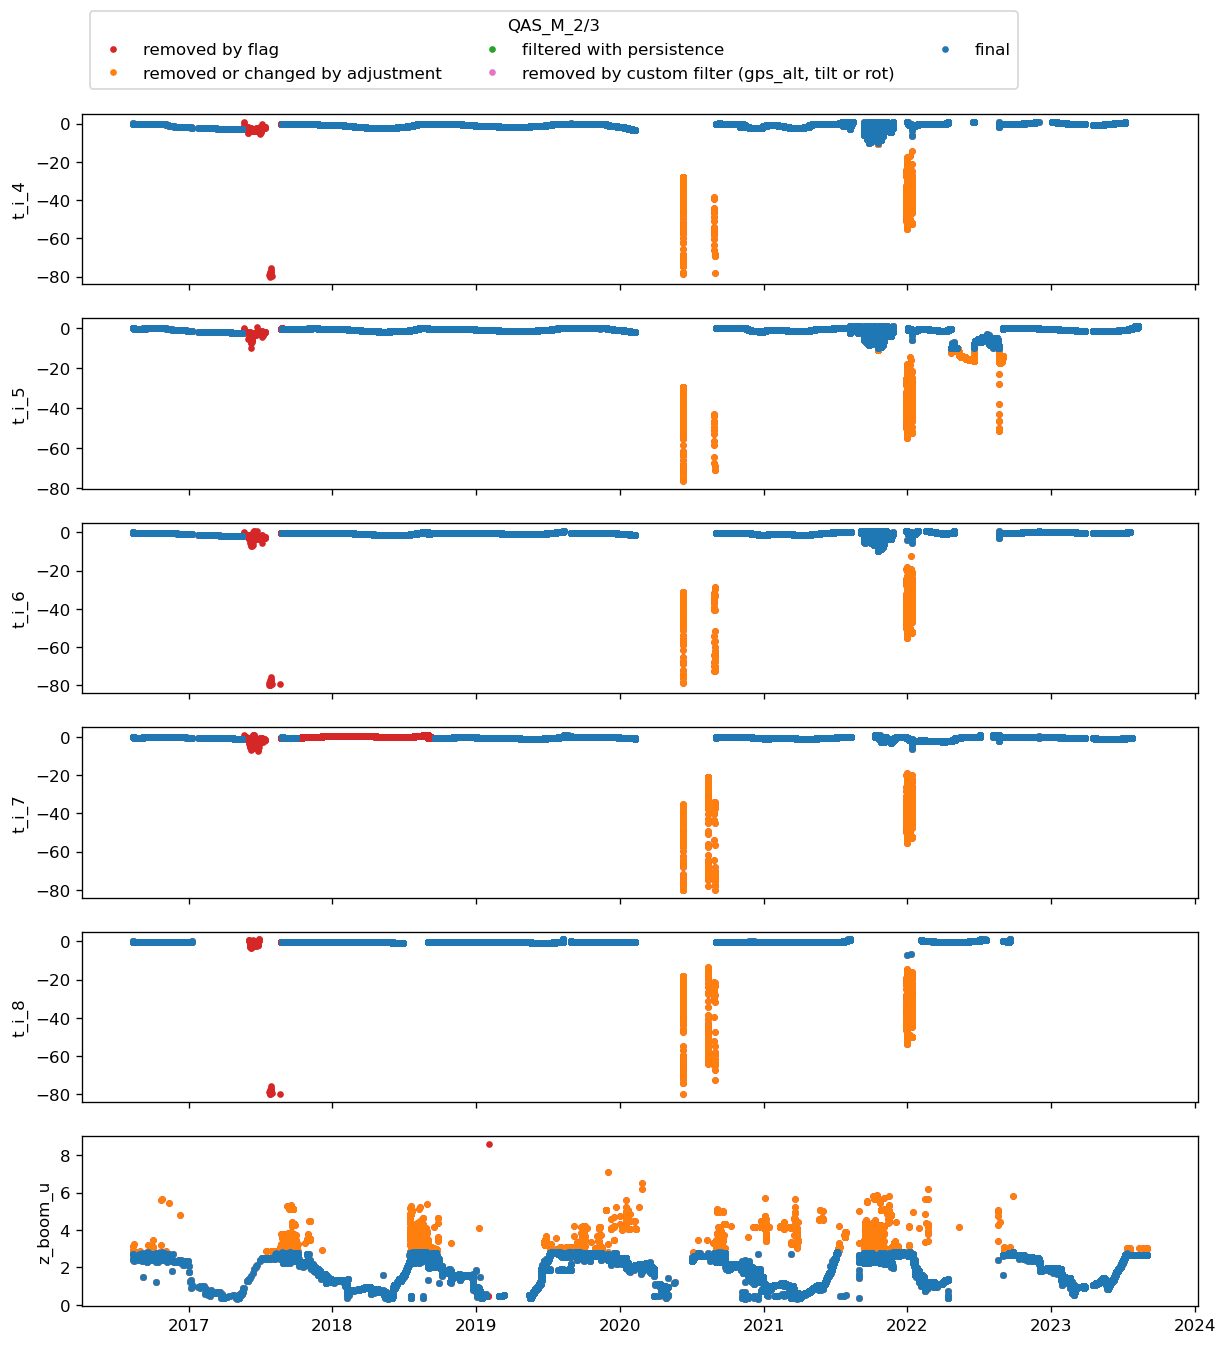 QAS_M_2/3
removed by flag
removed or changed by adjustment
filtered with persistence
removed by custom filter (gps_alt, tilt or rot)
final
t_i_4
0
−20
−40
−60
−80
t_i_5
0
−20
−40
−60
−80
t_i_6
0
−20
−40
−60
−80
t_i_7
0
−20
−40
−60
−80
t_i_8
0
−20
−40
−60
−80
z_boom_u
8
6
4
2
0
2017 2018 2019 2020 2021 2022 2023 2024